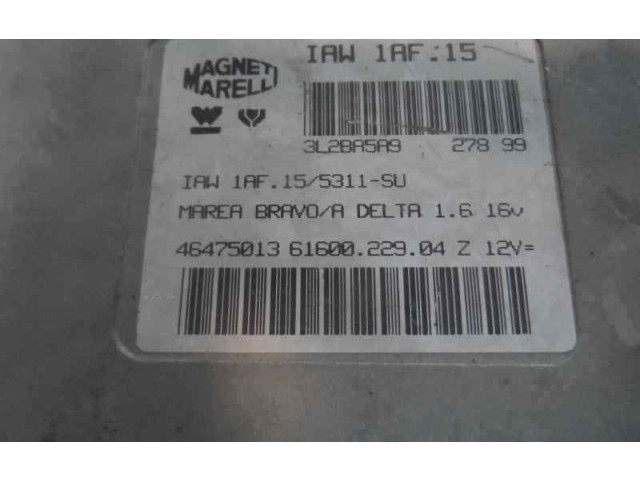 MAGNETI
MARELLI
IAW 1AF.15
3L2BA5A9 278 99
IAW 1AF.15/5311-SU
MAREA BRAVO/A DELTA 1.6 16v
46475013 61600.229.04 Z 12V=